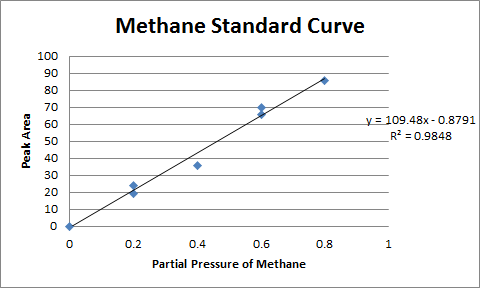 Methane Standard Curve
100
90
80
70
60
50
40
30
20
10
0
Peak Area
y = 109.48x - 0.8791
R² = 0.9848
0 0.2 0.4 0.6 0.8 1
Partial Pressure of Methane